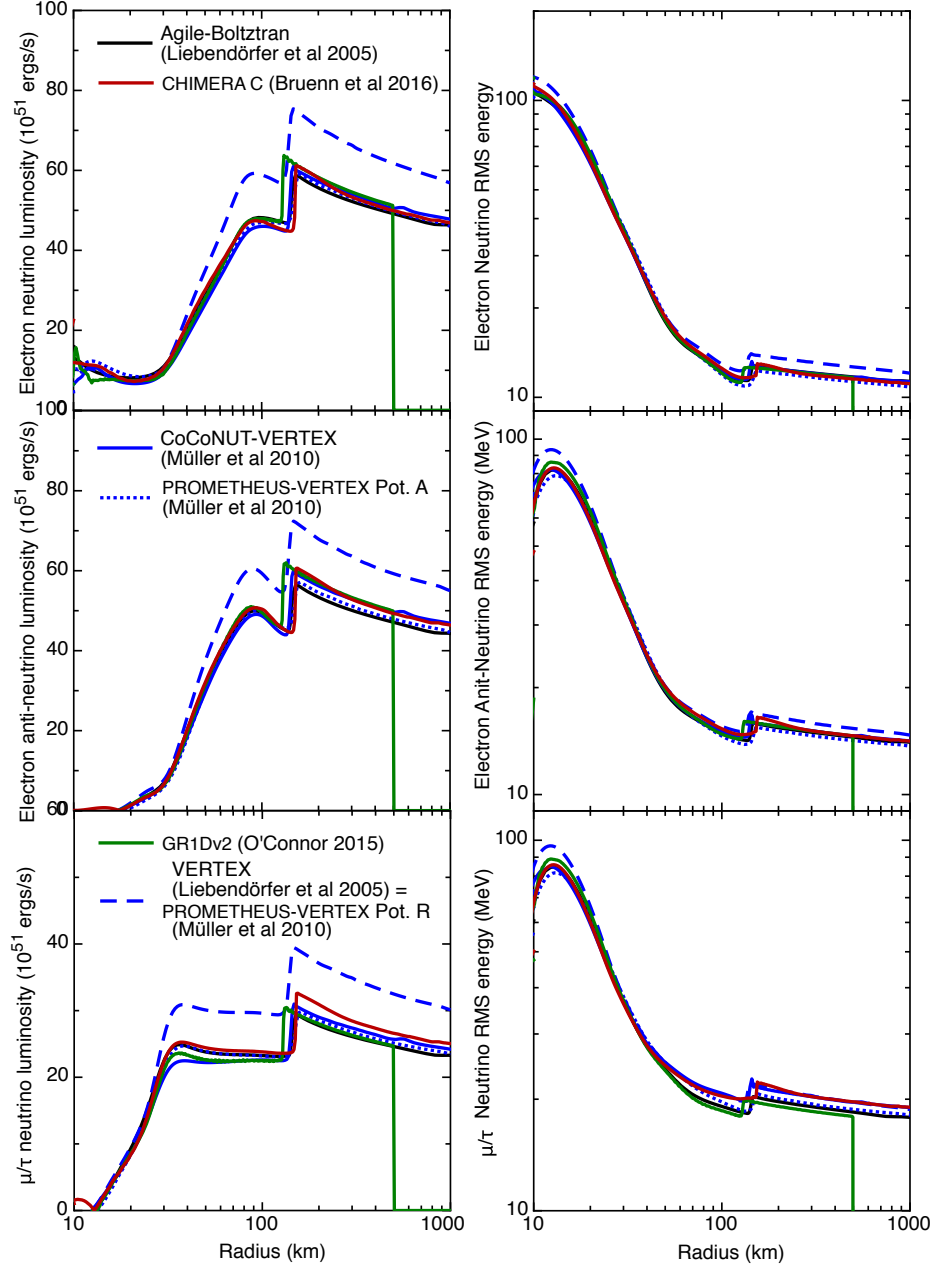 100
80
60
40
20
0
Electron neutrino luminosity (10^51 ergs/s)
Agile-Boltztran
(Liebendörfer et al 2005)
CHIMERA C (Bruenn et al 2016)
100
10
Electron Neutrino RMS energy
100
80
60
40
20
0
Electron anti-neutrino luminosity (10^51 ergs/s)
CoCoNUT-VERTEX
(Müller et al 2010)
PROMETHEUS-VERTEX Pot. A
(Müller et al 2010)
100
10
Electron Anit-Neutrino RMS energy (MeV)
60
40
20
0
μ/τ neutrino luminosity (10^51 ergs/s)
GR1Dv2 (O'Connor 2015)
VERTEX
(Liebendörfer et al 2005) =
PROMETHEUS-VERTEX Pot. R
(Müller et al 2010)
10
100
1000
Radius (km)
100
10
μ/τ Neutrino RMS energy (MeV)
10
100
1000
Radius (km)